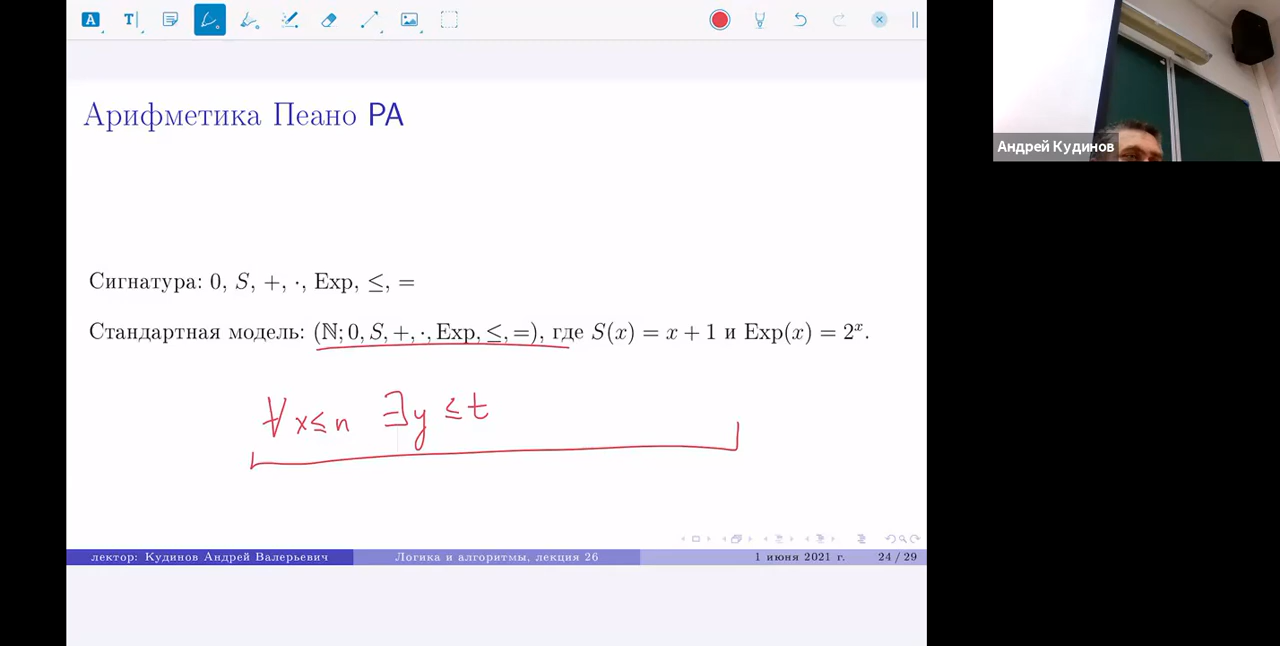 A T|
Андрей Кудинов
Арифметика Пеано PA
Сигнатура: 0, S, +, ·, Exp, ≤, =
Стандартная модель: (ℕ; 0, S, +, ·, Exp, ≤, =), где S(x) = x + 1 и Exp(x) = 2ˣ.
∀x≤n ∃y ≤t
лектор: Кудинов Андрей Валерьевич Логика и алгоритмы, лекция 26 1 июня 2021 г. 24 / 29